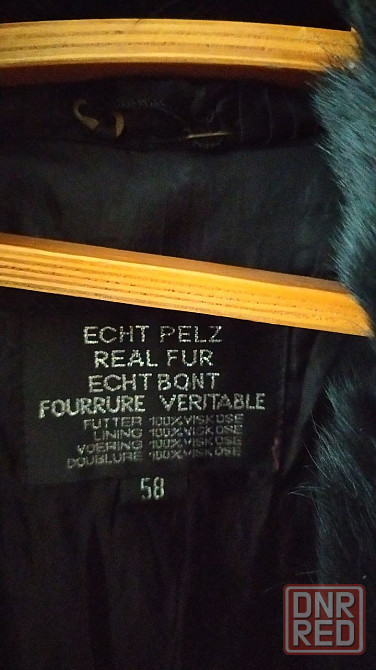 ECHT PELZ
REAL FUR
ECHT BONT
FOURRURE VERITABLE
FUTTER 100% VISKOSE
LINING 100% VISKOSE
VOERING 100% VISKOSE
DOUBLURE 100% VISKOSE
58
DNR
RED